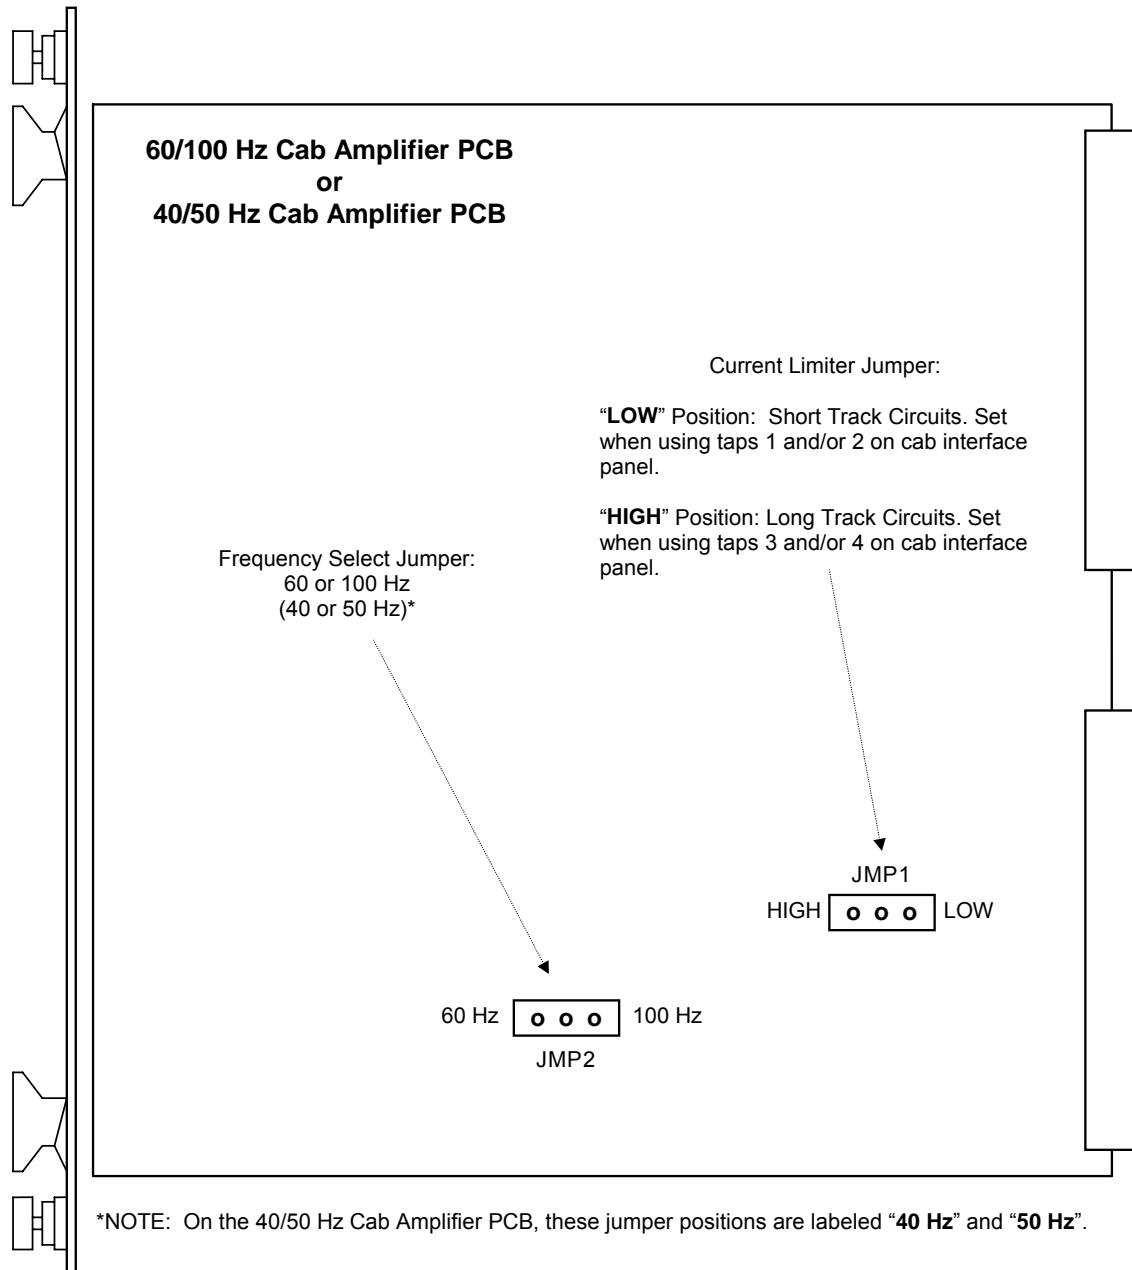 60/100 Hz Cab Amplifier PCB
or
40/50 Hz Cab Amplifier PCB
Current Limiter Jumper:
“LOW” Position: Short Track Circuits. Set
when using taps 1 and/or 2 on cab interface
panel.
“HIGH” Position: Long Track Circuits. Set
when using taps 3 and/or 4 on cab interface
panel.
Frequency Select Jumper:
60 or 100 Hz
(40 or 50 Hz)*
JMP1
HIGH o o o LOW
60 Hz o o o 100 Hz
JMP2
*NOTE: On the 40/50 Hz Cab Amplifier PCB, these jumper positions are labeled “40 Hz” and “50 Hz”.